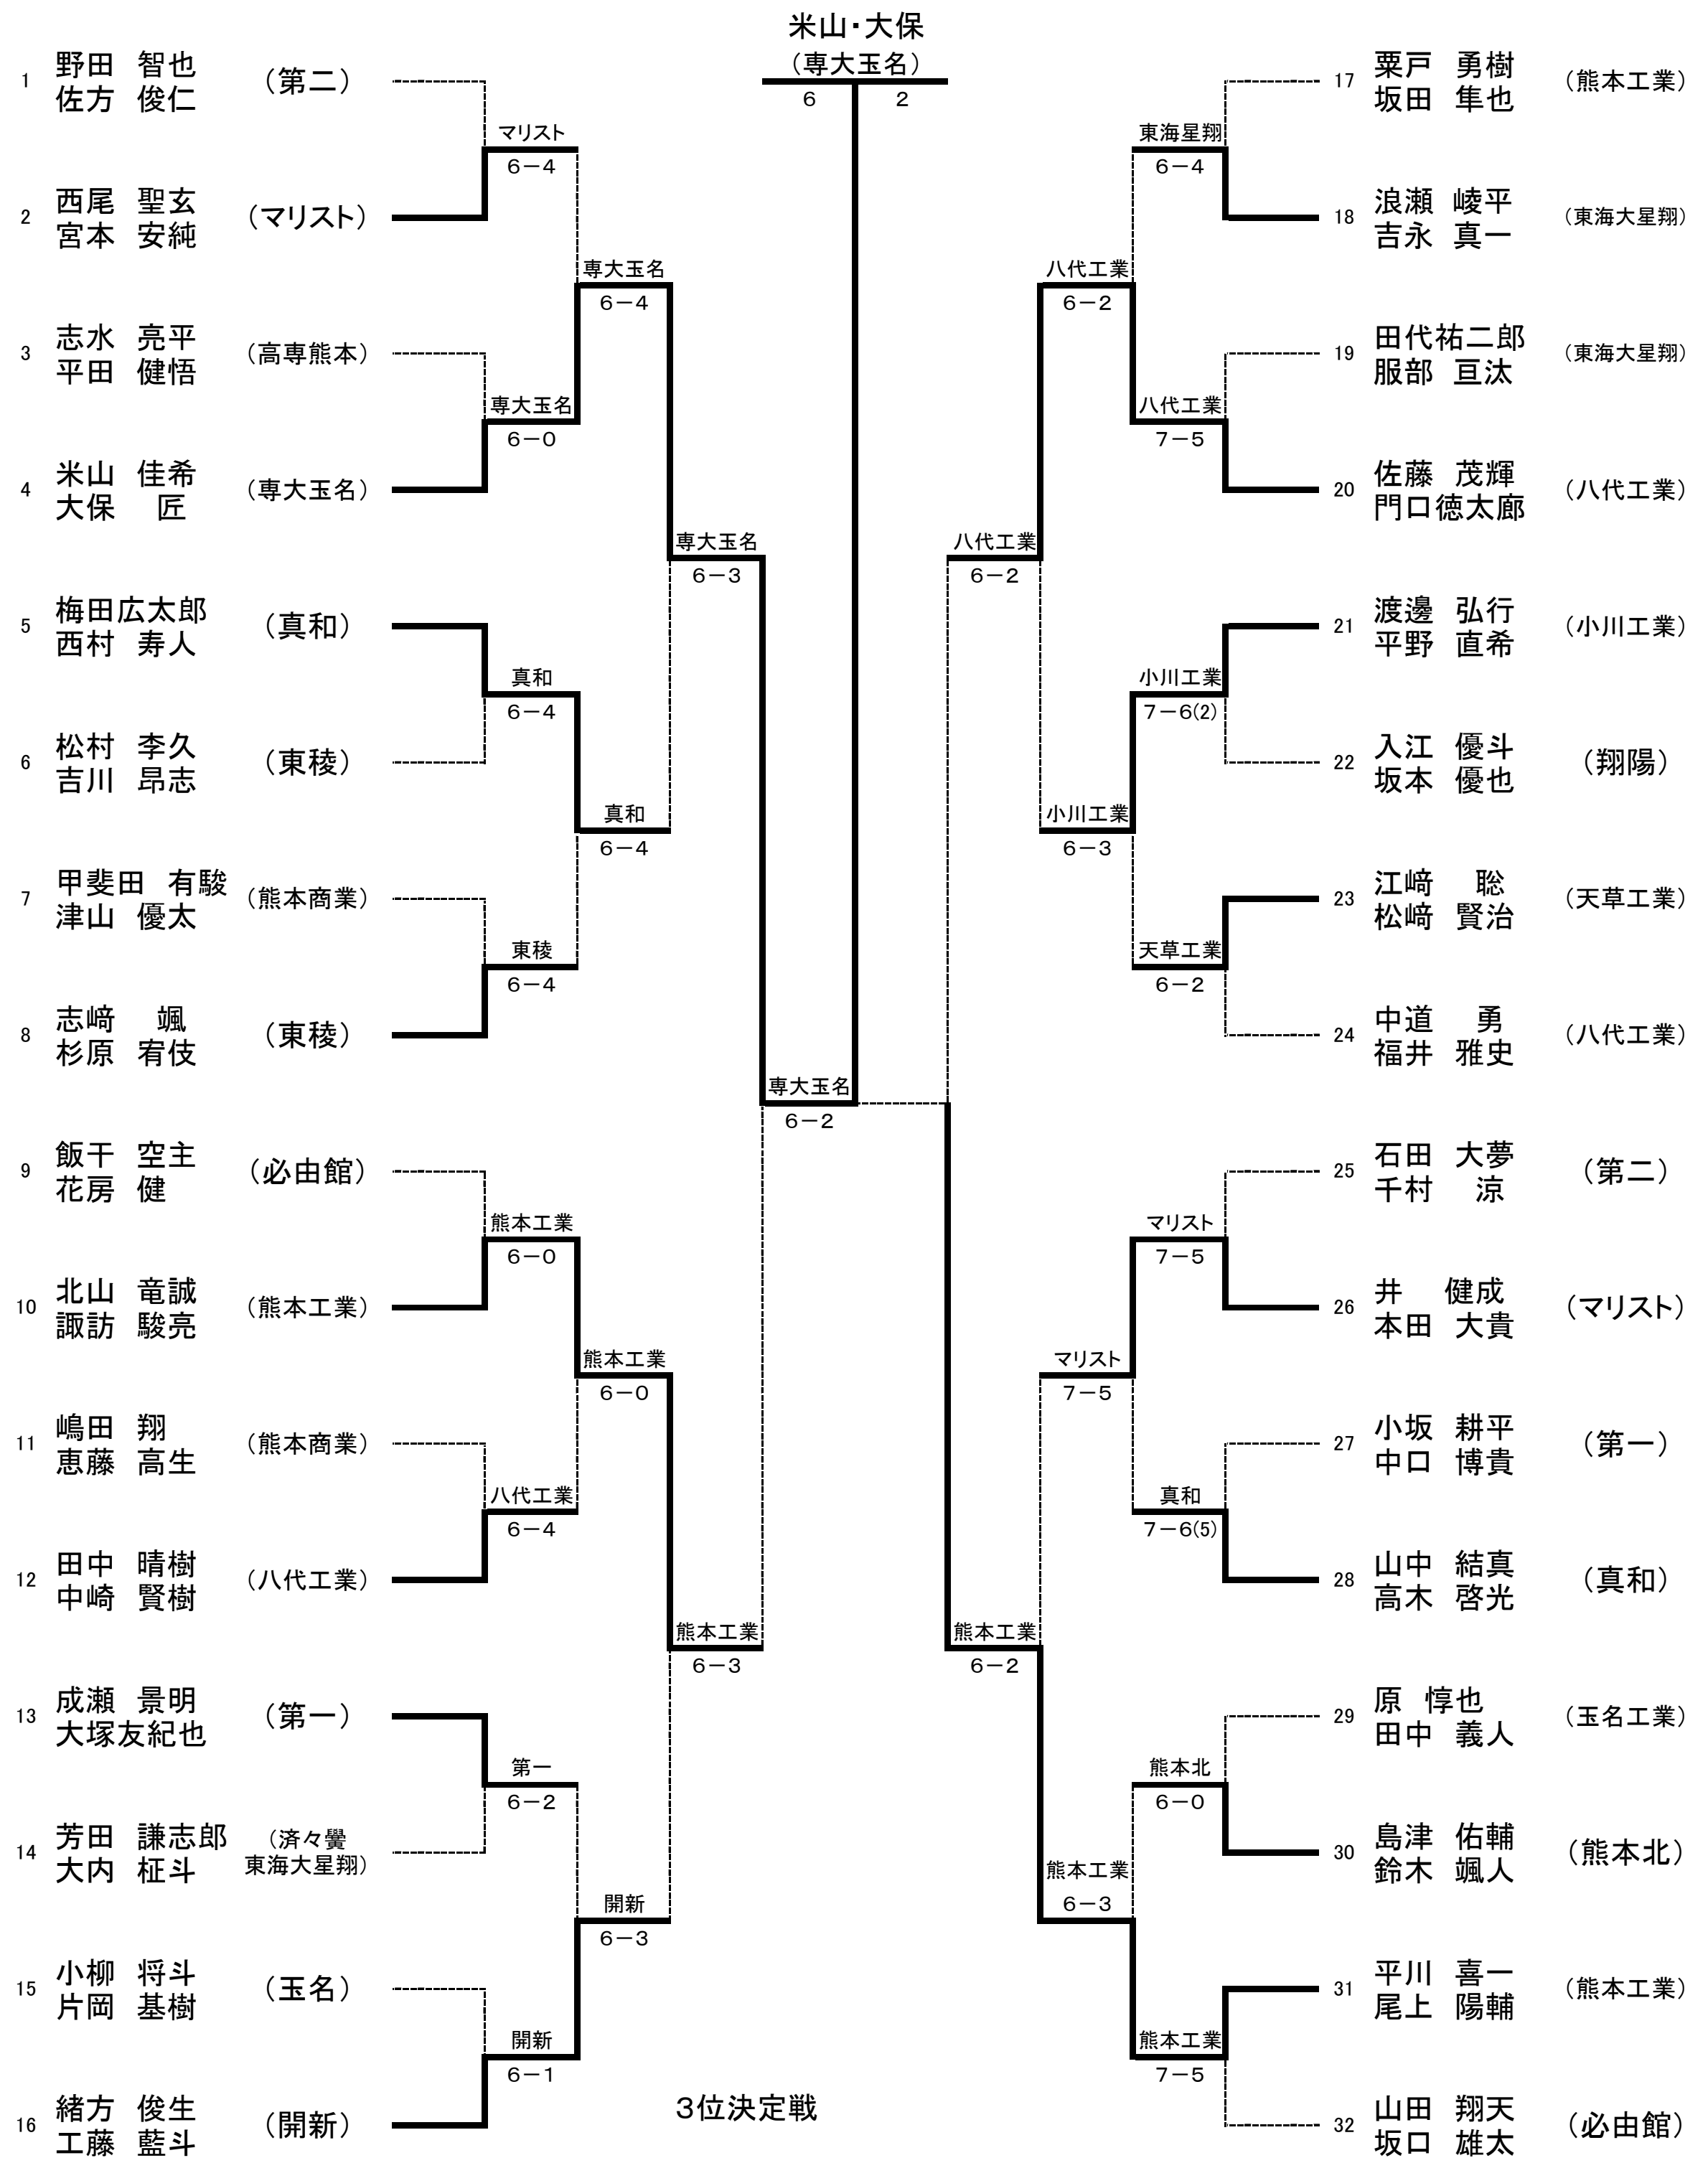 米山・大保
(専大玉名)
6 2
1 野田 智也 (第二)
佐方 俊仁
マリスト
6－4
2 西尾 聖玄 (マリスト)
宮本 安純
専大玉名
6－4
3 志水 亮平 (高専熊本)
平田 健悟
専大玉名
6－0
4 米山 佳希 (専大玉名)
大保 匠
専大玉名
6－3
5 梅田広太郎 (真和)
西村 寿人
真和
6－4
6 松村 李久 (東稜)
吉川 昂志
真和
6－4
7 甲斐田 有駿 (熊本商業)
津山 優太
東稜
6－4
8 志﨑 颯 (東稜)
杉原 宥伎
専大玉名
6－2
9 飯干 空主 (必由館)
花房 健
熊本工業
6－0
10 北山 竜誠 (熊本工業)
諏訪 駿亮
熊本工業
6－0
11 嶋田 翔 (熊本商業)
恵藤 高生
八代工業
6－4
12 田中 晴樹 (八代工業)
中崎 賢樹
熊本工業
6－3
13 成瀬 景明 (第一)
大塚友紀也
第一
6－2
14 芳田 謙志郎 (済々黌
大内 柾斗 東海大星翔)
開新
6－3
15 小柳 将斗 (玉名)
片岡 基樹
開新
6－1
16 緒方 俊生 (開新)
工藤 藍斗
17 粟戸 勇樹 (熊本工業)
坂田 隼也
東海星翔
6－4
18 浪瀬 崚平 (東海大星翔)
吉永 真一
八代工業
6－2
19 田代祐二郎 (東海大星翔)
服部 亘汰
八代工業
7－5
20 佐藤 茂輝 (八代工業)
門口徳太廊
八代工業
6－2
21 渡邊 弘行 (小川工業)
平野 直希
小川工業
7－6(2)
22 入江 優斗 (翔陽)
坂本 優也
小川工業
6－3
23 江﨑 聡 (天草工業)
松﨑 賢治
天草工業
6－2
24 中道 勇 (八代工業)
福井 雅史
25 石田 大夢 (第二)
千村 涼
マリスト
7－5
26 井 健成 (マリスト)
本田 大貴
マリスト
7－5
27 小坂 耕平 (第一)
中口 博貴
真和
7－6(5)
28 山中 結真 (真和)
高木 啓光
熊本工業
6－2
29 原 惇也 (玉名工業)
田中 義人
熊本北
6－0
30 島津 佑輔 (熊本北)
鈴木 颯人
熊本工業
6－3
31 平川 喜一 (熊本工業)
尾上 陽輔
熊本工業
7－5
32 山田 翔天 (必由館)
坂口 雄太
3位決定戦